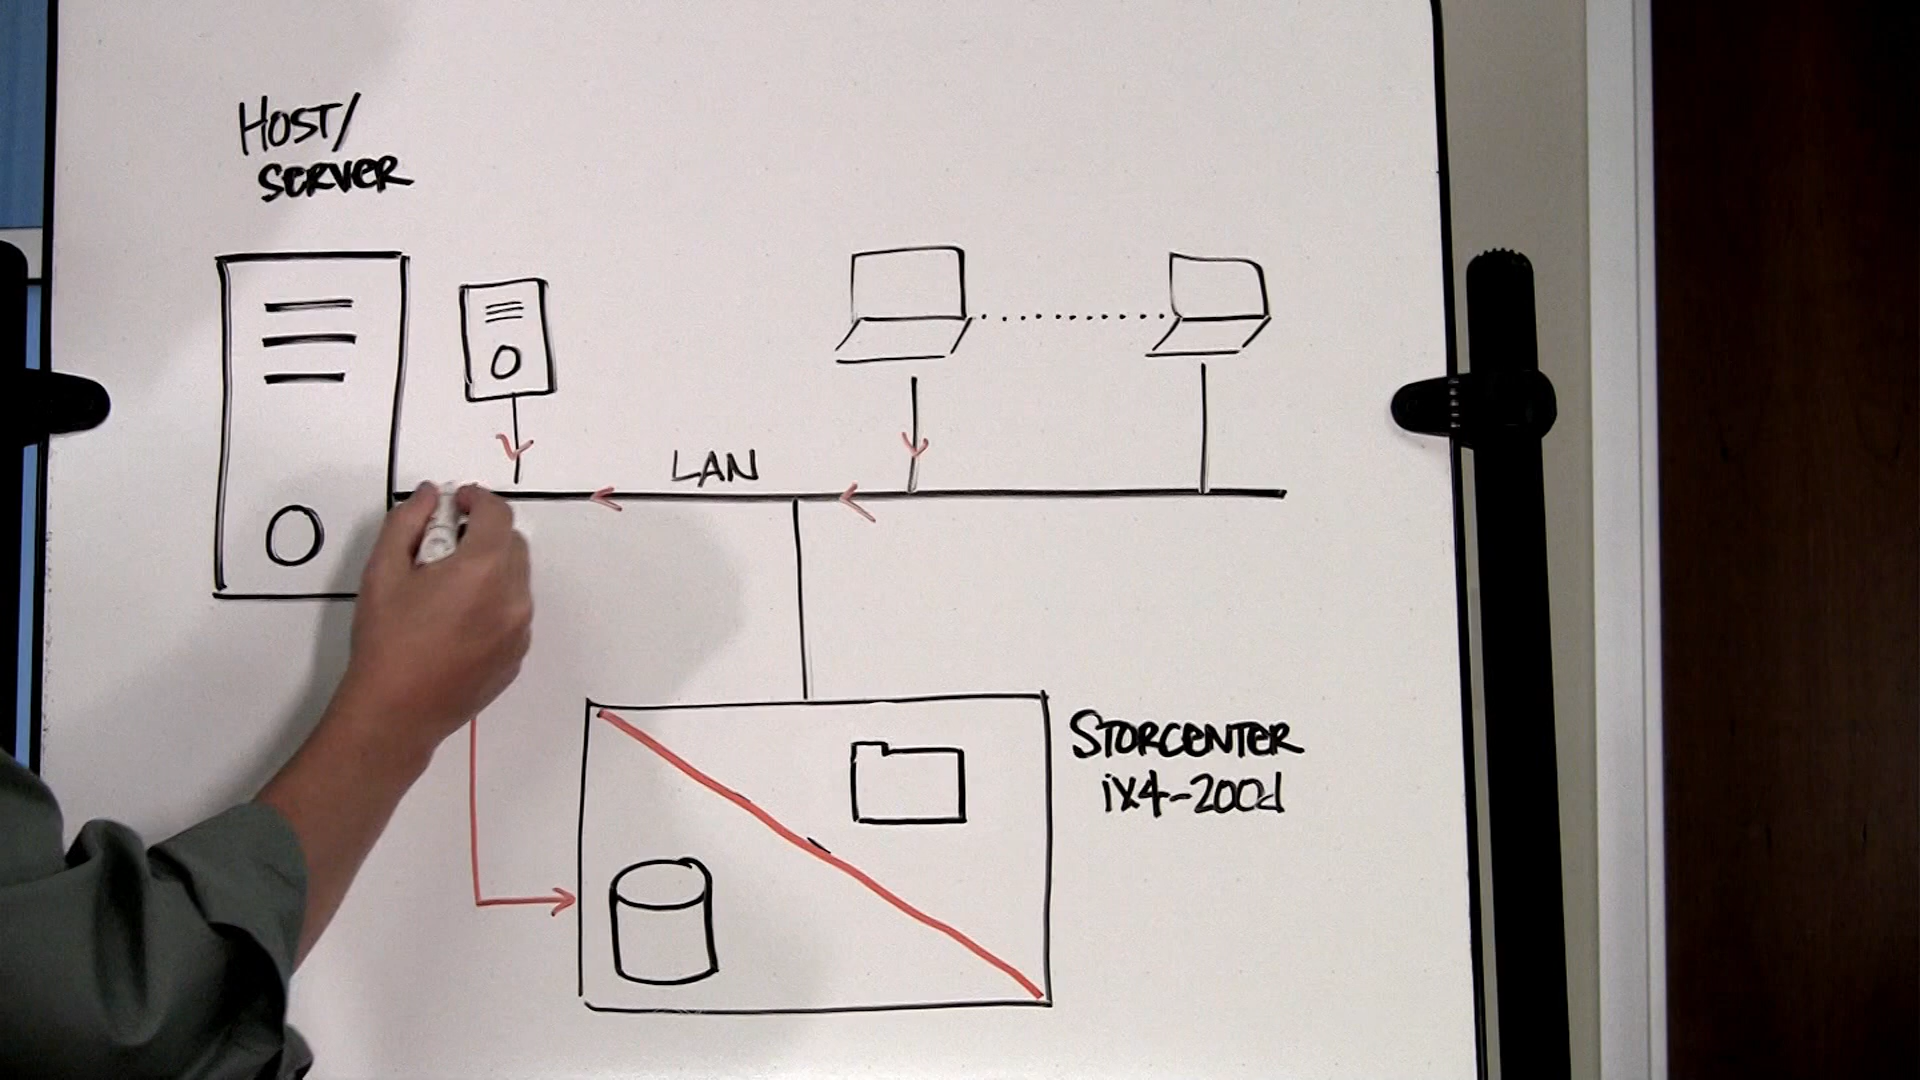 HOST/
SERVER
LAN
STORCENTER
ix4-200d